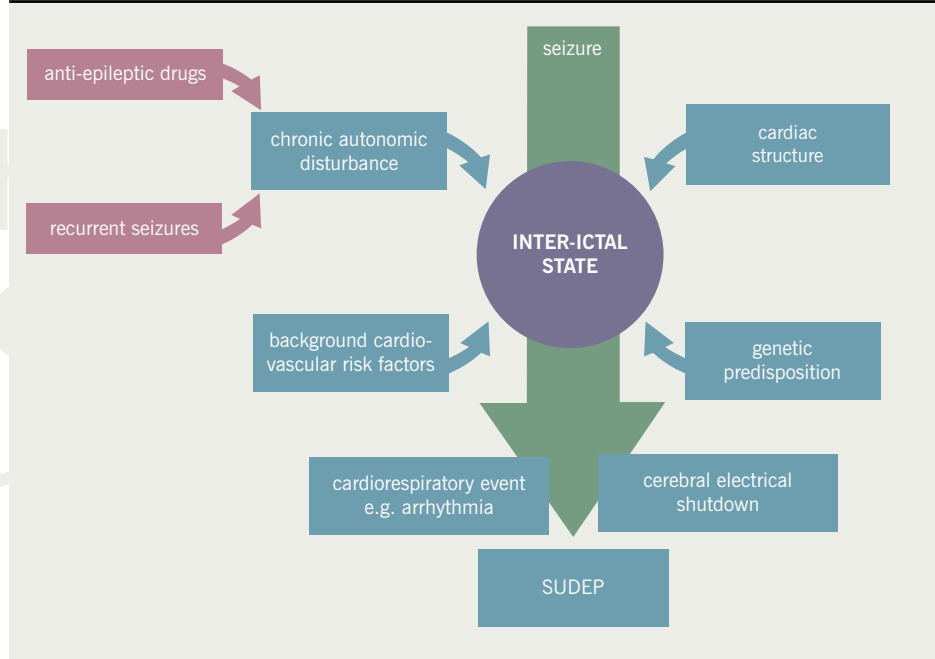 seizure
anti-epileptic drugs
chronic autonomic
disturbance
cardiac
structure
recurrent seizures
INTER-ICTAL
STATE
background cardio-
vascular risk factors
genetic
predisposition
cardiorespiratory event
e.g. arrhythmia
cerebral electrical
shutdown
SUDEP